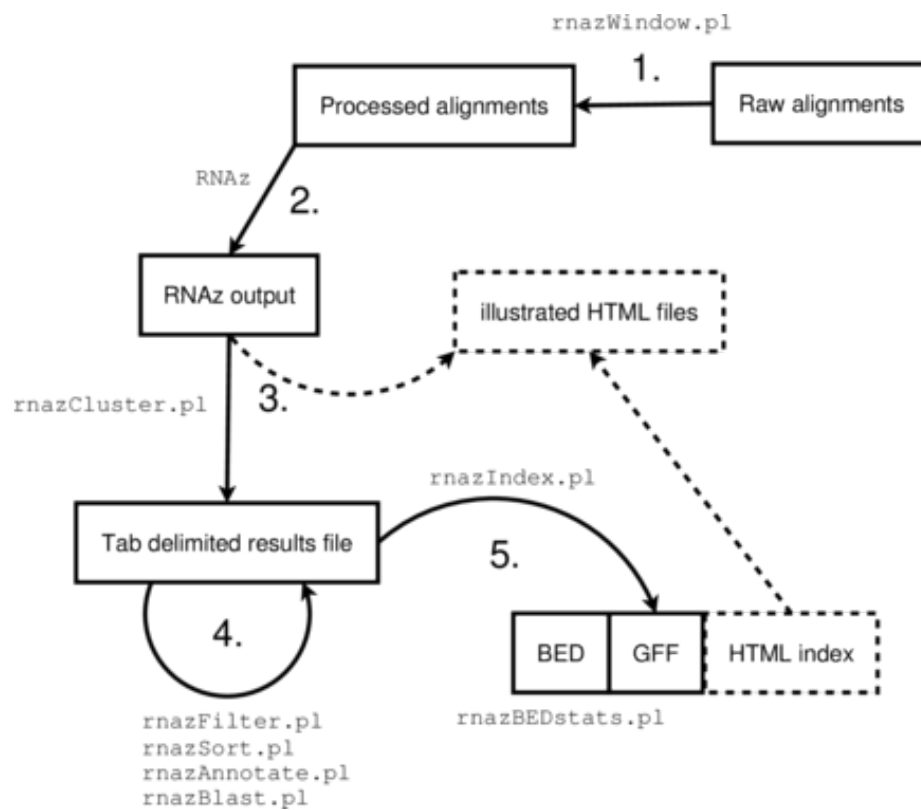 rnazWindow.pl
1.
Processed alignments
Raw alignments
RNAz
2.
RNAz output
illustrated HTML files
rnazCluster.pl
3.
rnazIndex.pl
Tab delimited results file
5.
4.
BED
GFF
HTML index
rnazBEDstats.pl
rnazFilter.pl
rnazSort.pl
rnazAnnotate.pl
rnazBlast.pl